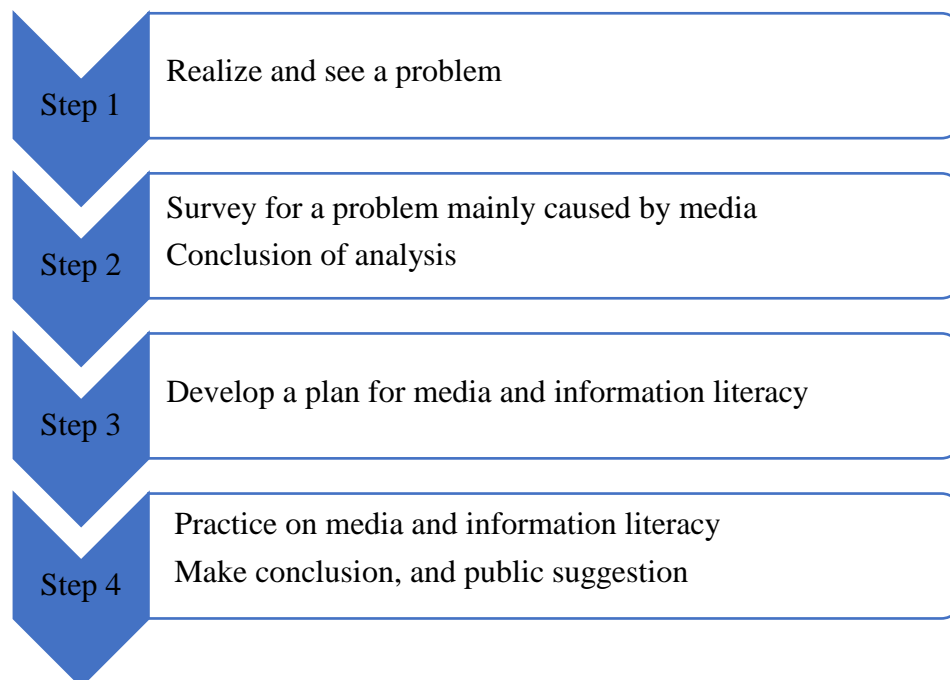 Step 1
Realize and see a problem
Step 2
Survey for a problem mainly caused by media
Conclusion of analysis
Step 3
Develop a plan for media and information literacy
Step 4
Practice on media and information literacy
Make conclusion, and public suggestion